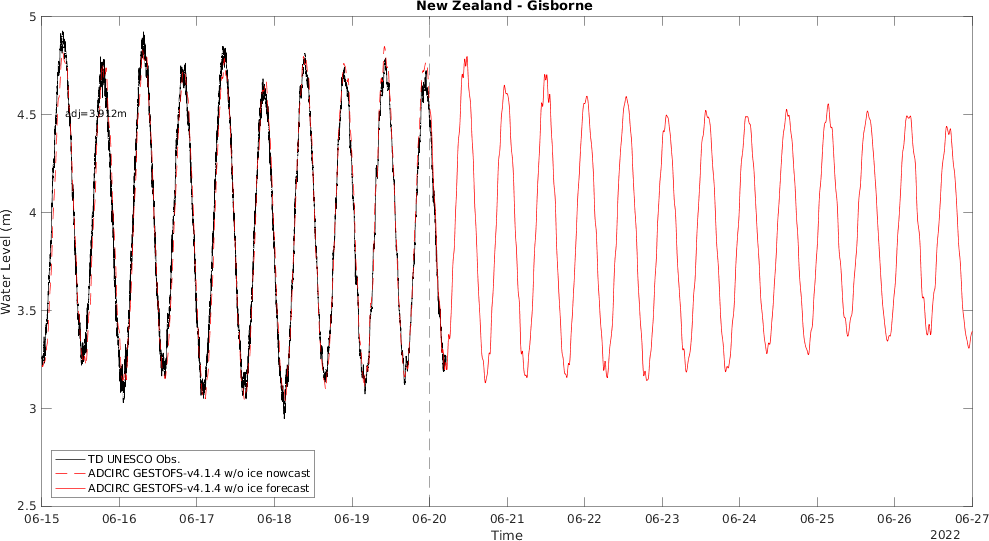 New Zealand - Gisborne
5
4.5
4
3.5
3
2.5
Water Level (m)
adj=3.912m
TD UNESCO Obs.
ADCIRC GESTOFS-v4.1.4 w/o ice nowcast
ADCIRC GESTOFS-v4.1.4 w/o ice forecast
06-15 06-16 06-17 06-18 06-19 06-20 06-21 06-22 06-23 06-24 06-25 06-26 06-27
Time
2022